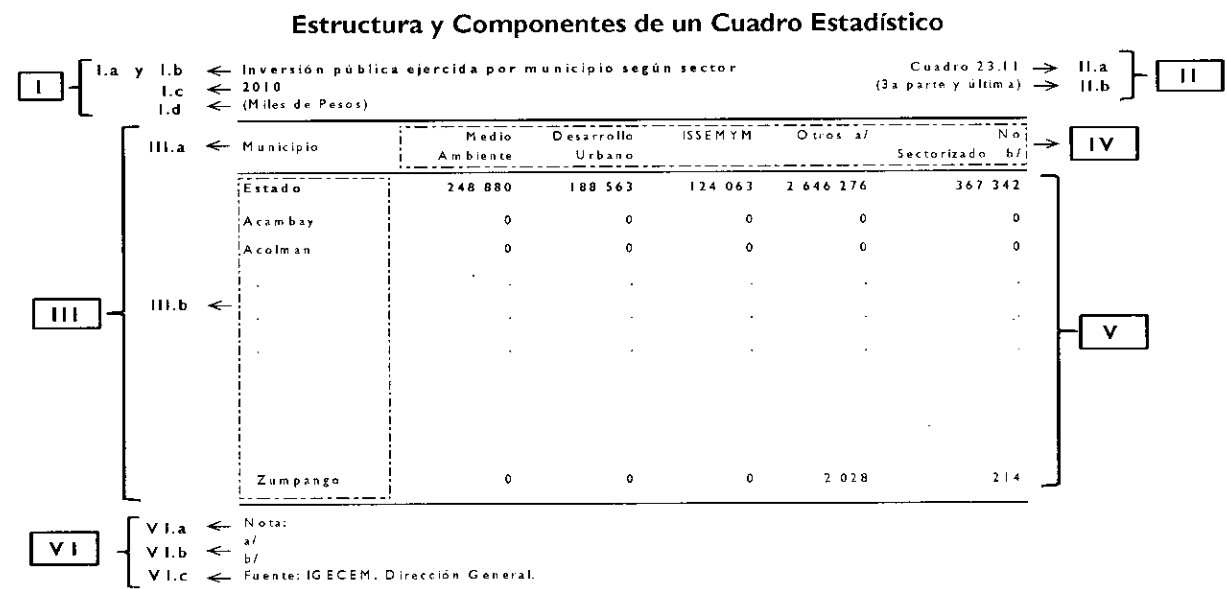 Estructura y Componentes de un Cuadro Estadístico
I.a y I.b ← Inversión pública ejercida por municipio según sector Cuadro 23.11 → II.a
I I.c ← 2010 (3a parte y última) → II.b II
I.d ← (Miles de Pesos)
III.a ← Municipio Medio Desarrollo ISSEMYM Otros a/ No → IV
Ambiente Urbano Sectorizado b/
Estado 248 880 188 563 124 063 2 646 276 367 342
Acambay 0 0 0 0 0
Acolman 0 0 0 0 0
. . . . . .
III III.b ← . . . . . . V
. . . . . .
Zumpango 0 0 0 2 028 214
VI.a ← Nota:
a/
VI VI.b ←
b/
VI.c ← Fuente: IGECEM. Dirección General.